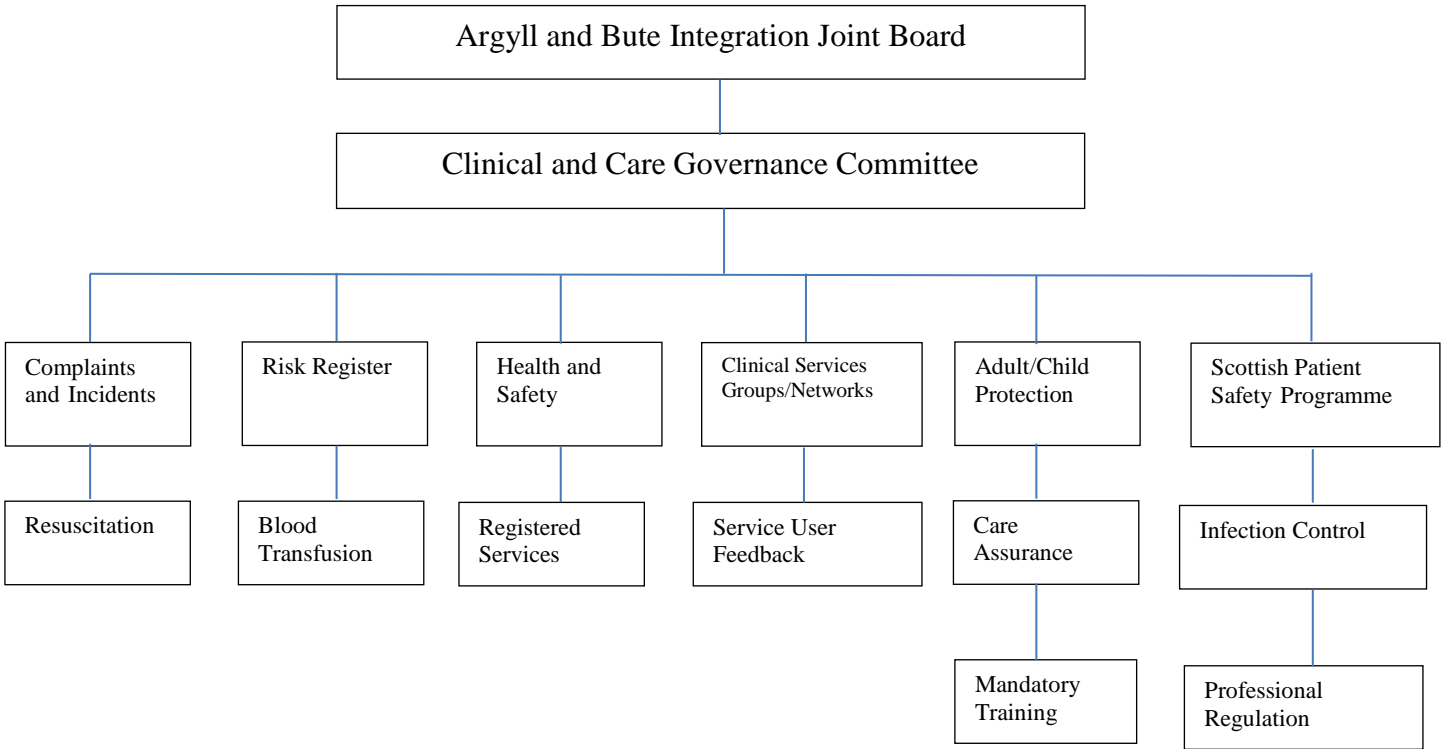 Argyll and Bute Integration Joint Board
Clinical and Care Governance Committee
Complaints
and Incidents
Risk Register
Health and
Safety
Clinical Services
Groups/Networks
Adult/Child
Protection
Scottish Patient
Safety Programme
Resuscitation
Blood
Transfusion
Registered
Services
Service User
Feedback
Care
Assurance
Infection Control
Mandatory
Training
Professional
Regulation